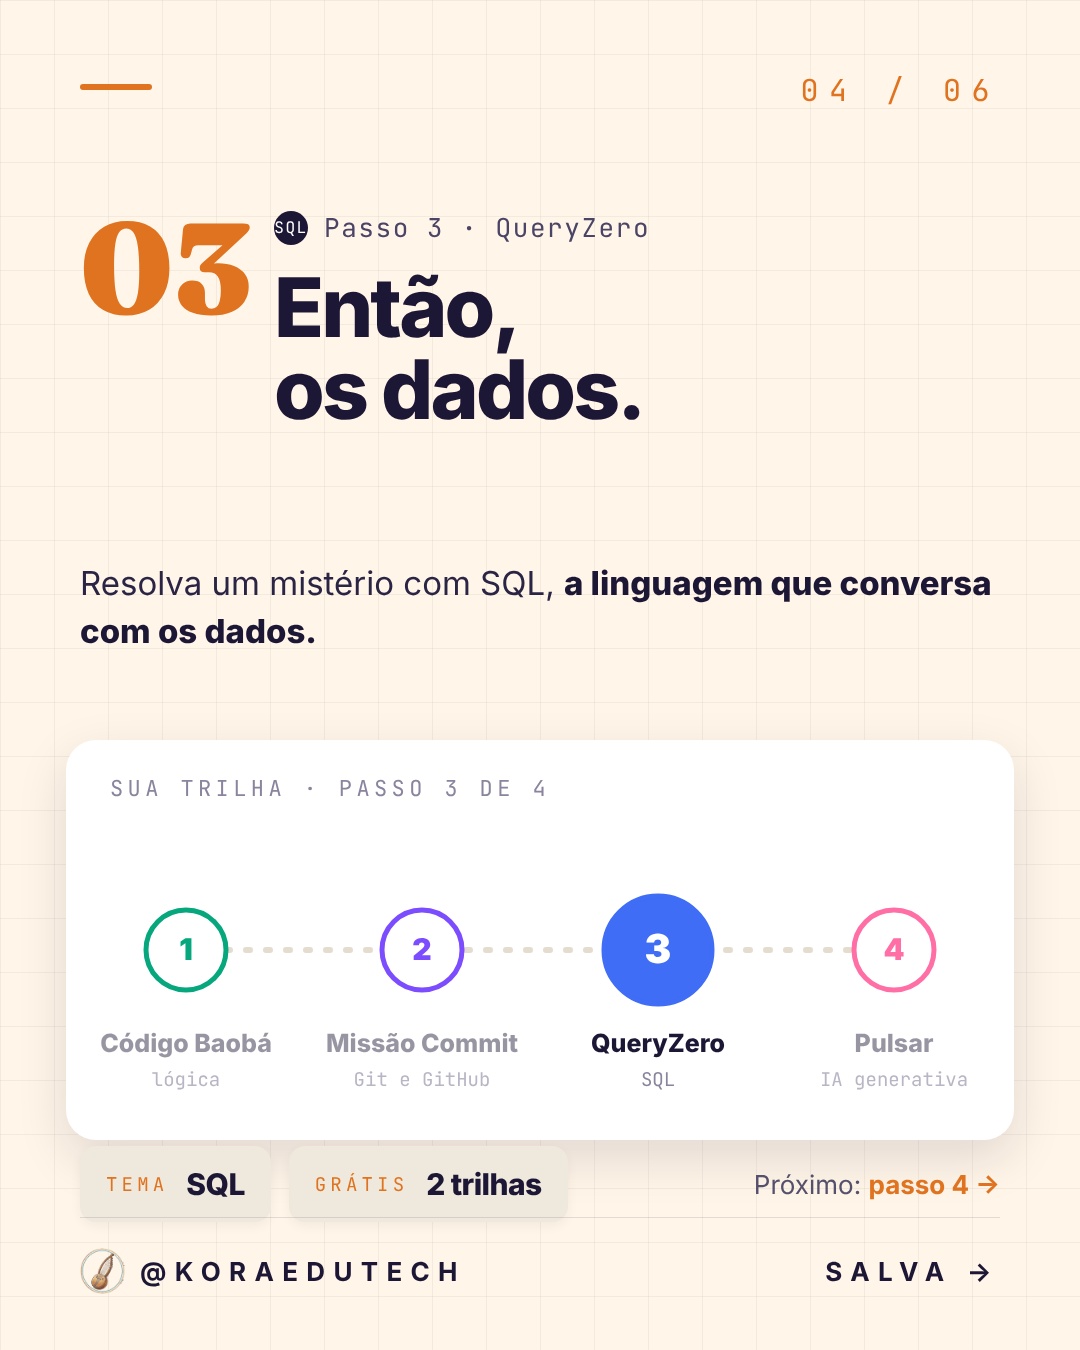 04 / 06
03
SQL Passo 3 · QueryZero
Então,
os dados.
Resolva um mistério com SQL, a linguagem que conversa
com os dados.
SUA TRILHA · PASSO 3 DE 4
1 2 3 4
Código Baobá Missão Commit QueryZero Pulsar
lógica Git e GitHub SQL IA generativa
TEMA SQL GRÁTIS 2 trilhas Próximo: passo 4 →
@KORAEDUTECH SALVA →